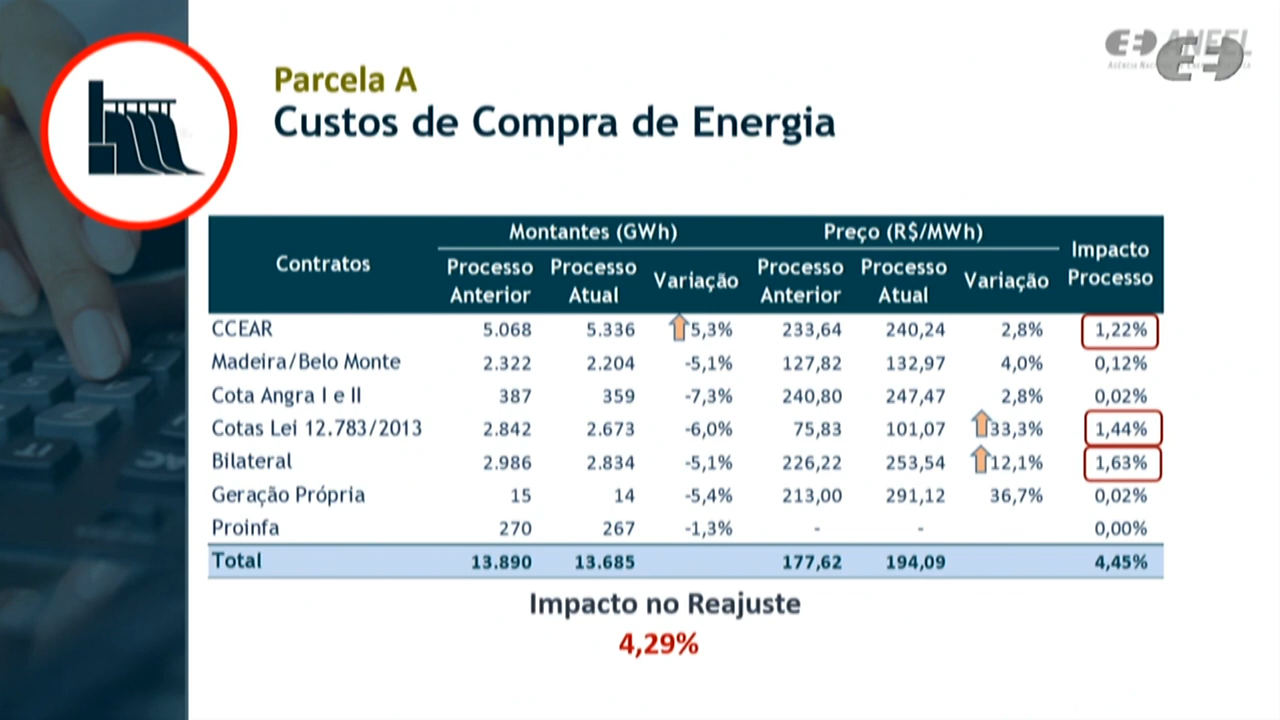 ANEEL
Parcela A
Custos de Compra de Energia
Contratos Montantes (GWh) Preço (R$/MWh) Impacto Processo
Processo Anterior Processo Atual Variação Processo Anterior Processo Atual Variação
CCEAR 5.068 5.336 5,3% 233,64 240,24 2,8% 1,22%
Madeira/Belo Monte 2.322 2.204 -5,1% 127,82 132,97 4,0% 0,12%
Cota Angra I e II 387 359 -7,3% 240,80 247,47 2,8% 0,02%
Cotas Lei 12.783/2013 2.842 2.673 -6,0% 75,83 101,07 33,3% 1,44%
Bilateral 2.986 2.834 -5,1% 226,22 253,54 12,1% 1,63%
Geração Própria 15 14 -5,4% 213,00 291,12 36,7% 0,02%
Proinfa 270 267 -1,3% - - 0,00%
Total 13.890 13.685 177,62 194,09 4,45%
Impacto no Reajuste
4,29%